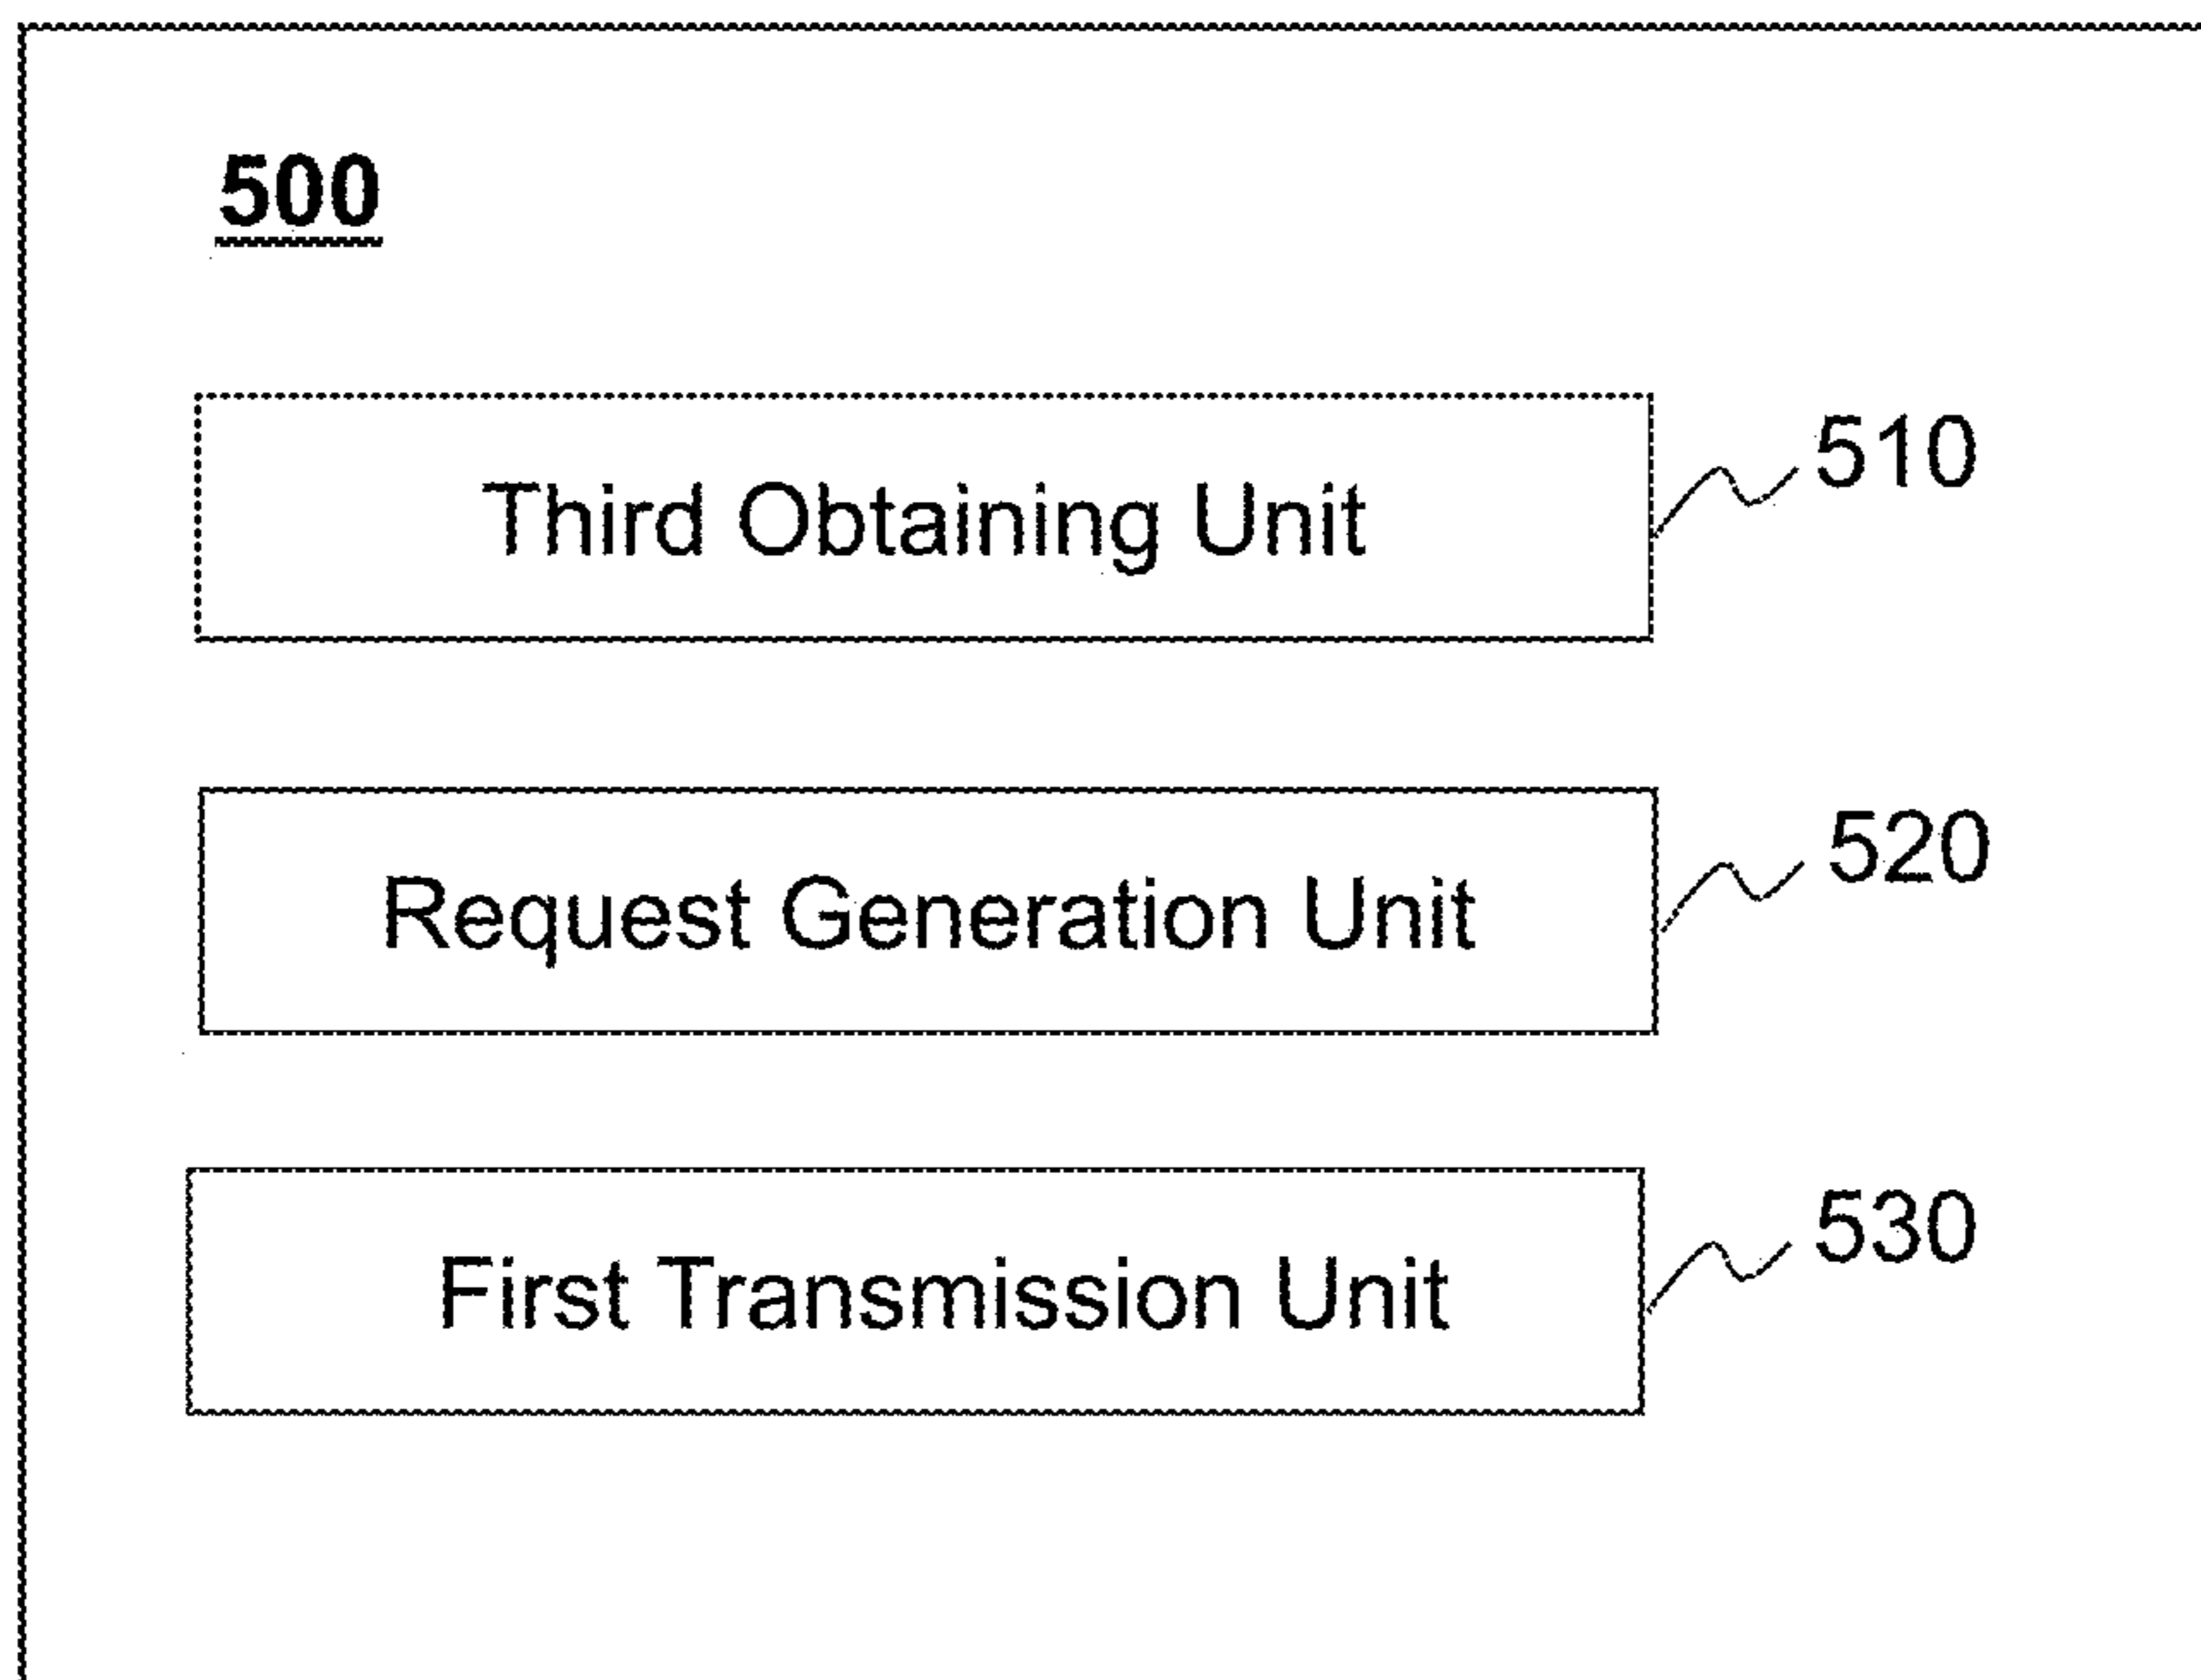 500
Third Obtaining Unit 510
Request Generation Unit 520
First Transmission Unit 530